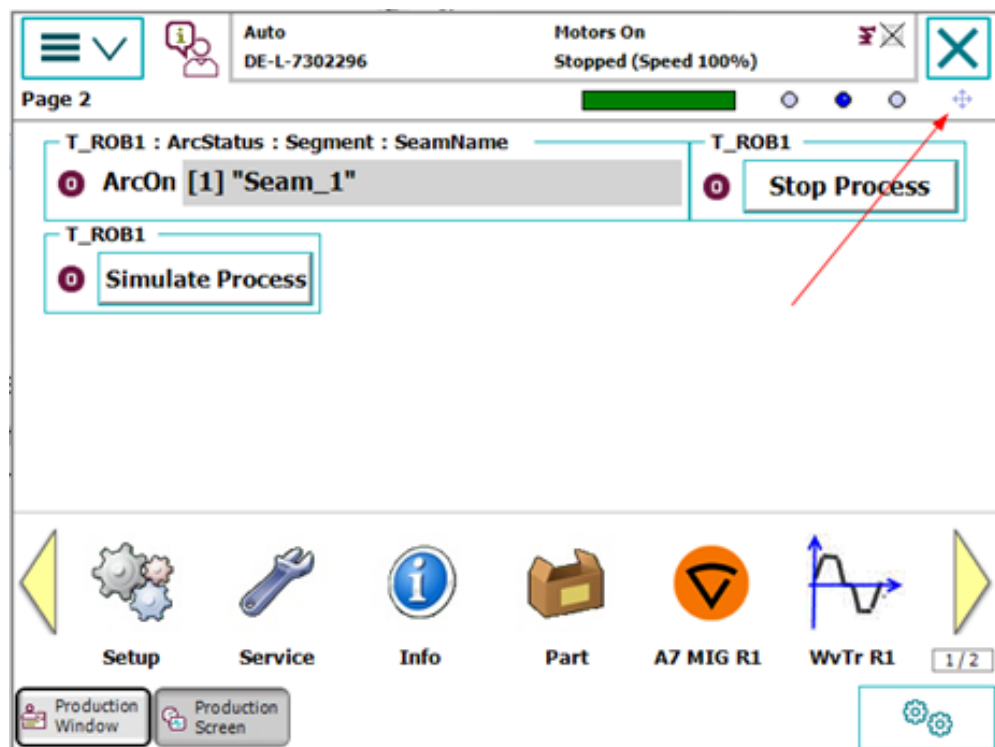 Auto
DE-L-7302296
Motors On
Stopped (Speed 100%)
Page 2
T_ROB1 : ArcStatus : Segment : SeamName
ArcOn [1] "Seam_1"
T_ROB1
Stop Process
T_ROB1
Simulate Process
Setup
Service
Info
Part
A7 MIG R1
WvTr R1
1/2
Production
Window
Production
Screen